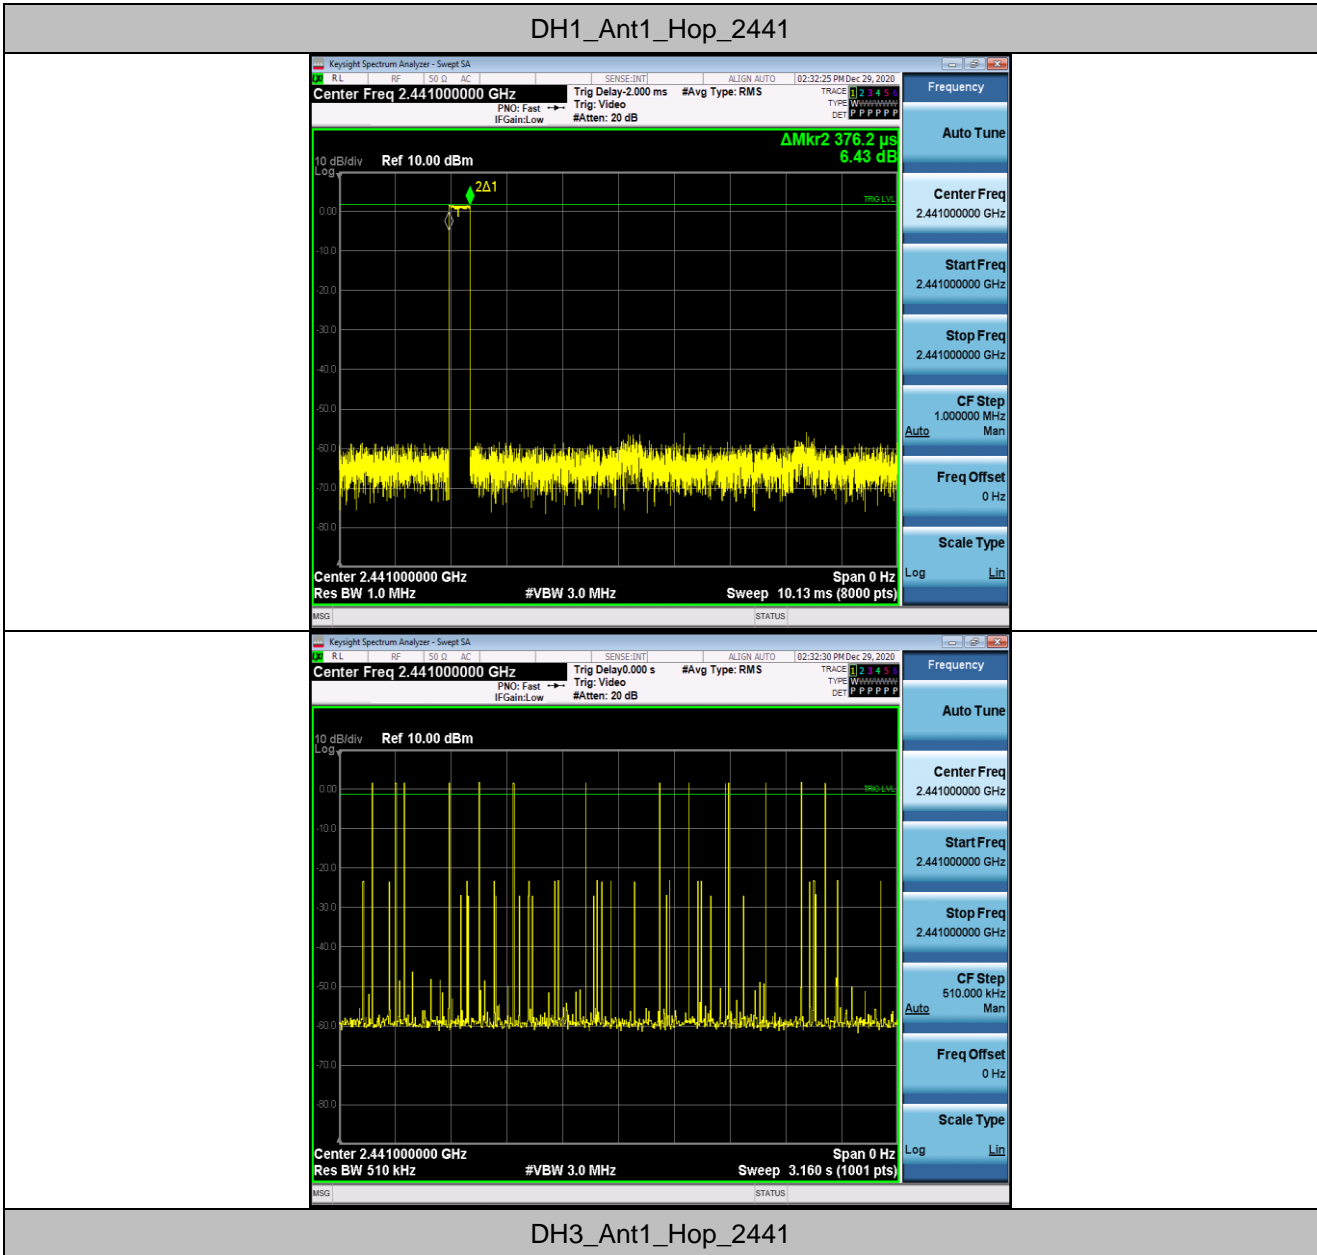 DH1_Ant1_Hop_2441
Keysight Spectrum Analyzer - Swept SA
RL RF 50 Ω AC SENSE:INT ALIGN AUTO 02:32:25 PM Dec 29, 2020
Center Freq 2.441000000 GHz
PNO: Fast
IFGain:Low
Trig Delay-2.000 ms
Trig: Video
#Atten: 20 dB
#Avg Type: RMS
TRACE 1 2 3 4 5 6
TYPE
DET P P P P P P
ΔMkr2 376.2 µs
6.43 dB
10 dB/div Ref 10.00 dBm
Log
2Δ1
TRIG LVL
0.00
-10.0
-20.0
-30.0
-40.0
-50.0
-60.0
-70.0
-80.0
Center 2.441000000 GHz Span 0 Hz
Res BW 1.0 MHz #VBW 3.0 MHz Sweep 10.13 ms (8000 pts)
MSG STATUS
Frequency
Auto Tune
Center Freq
2.441000000 GHz
Start Freq
2.441000000 GHz
Stop Freq
2.441000000 GHz
CF Step
1.000000 MHz
Auto Man
Freq Offset
0 Hz
Scale Type
Log Lin
Keysight Spectrum Analyzer - Swept SA
RL RF 50 Ω AC SENSE:INT ALIGN AUTO 02:32:30 PM Dec 29, 2020
Center Freq 2.441000000 GHz
PNO: Fast
IFGain:Low
Trig Delay0.000 s
Trig: Video
#Atten: 20 dB
#Avg Type: RMS
TRACE 1 2 3 4 5 6
TYPE
DET P P P P P P
10 dB/div Ref 10.00 dBm
Log
TRIG LVL
0.00
-10.0
-20.0
-30.0
-40.0
-50.0
-60.0
-70.0
-80.0
Center 2.441000000 GHz Span 0 Hz
Res BW 510 kHz #VBW 3.0 MHz Sweep 3.160 s (1001 pts)
MSG STATUS
Frequency
Auto Tune
Center Freq
2.441000000 GHz
Start Freq
2.441000000 GHz
Stop Freq
2.441000000 GHz
CF Step
510.000 kHz
Auto Man
Freq Offset
0 Hz
Scale Type
Log Lin
DH3_Ant1_Hop_2441